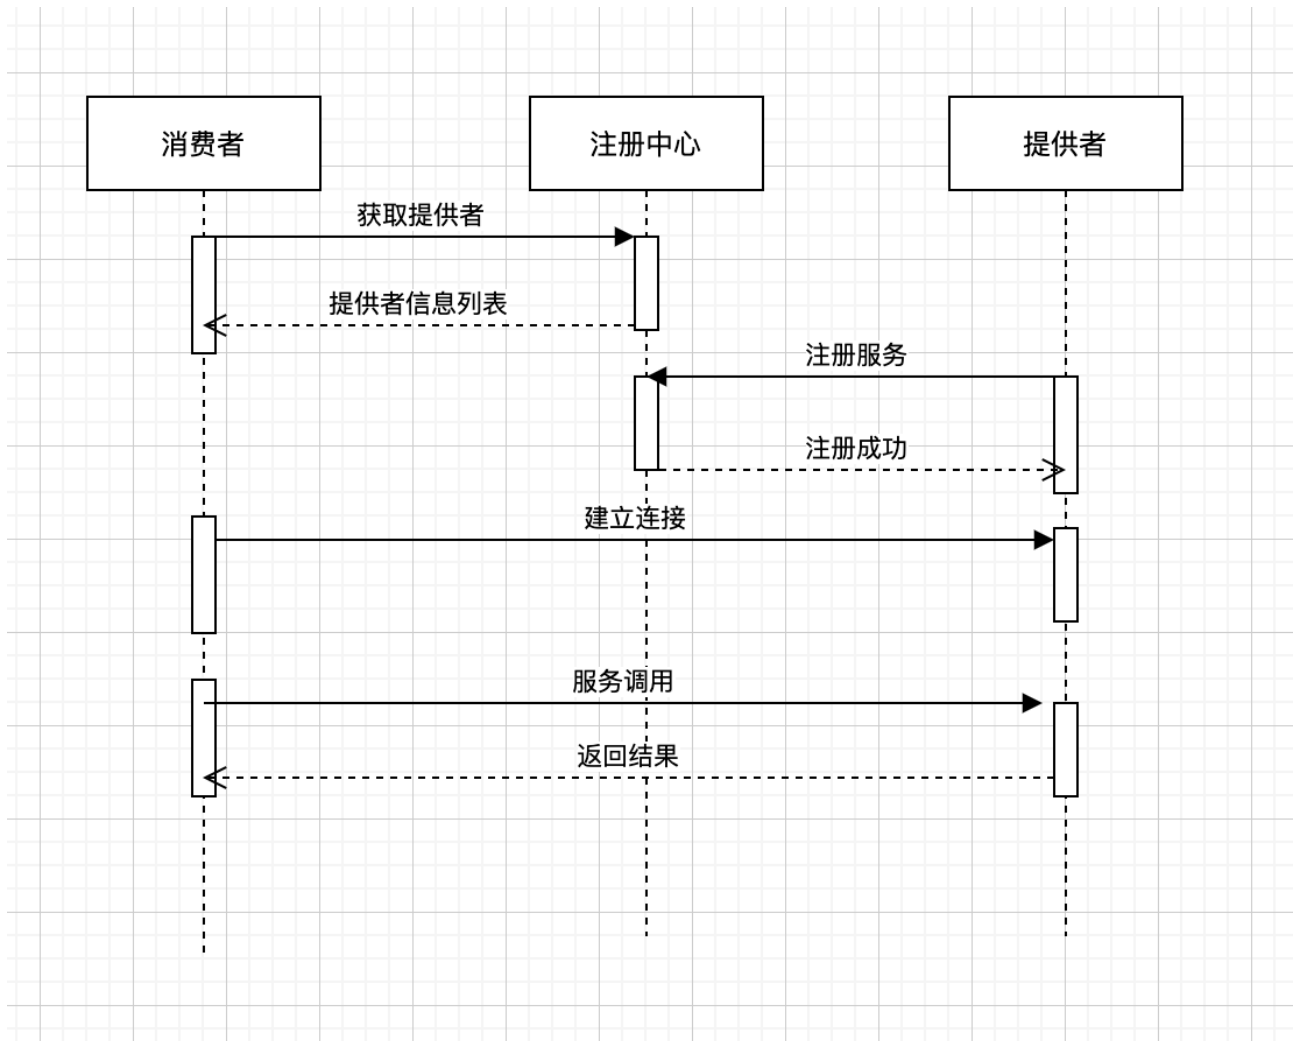 消费者
注册中心
提供者
获取提供者
提供者信息列表
注册服务
注册成功
建立连接
服务调用
返回结果